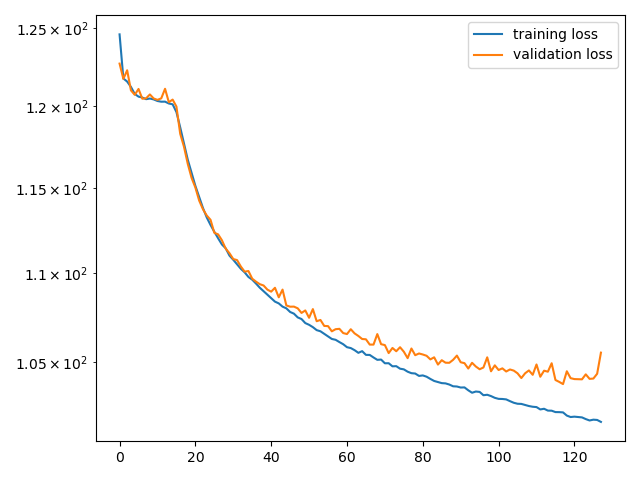 training loss
validation loss
1.25 × 10²
1.2 × 10²
1.15 × 10²
1.1 × 10²
1.05 × 10²
0 20 40 60 80 100 120